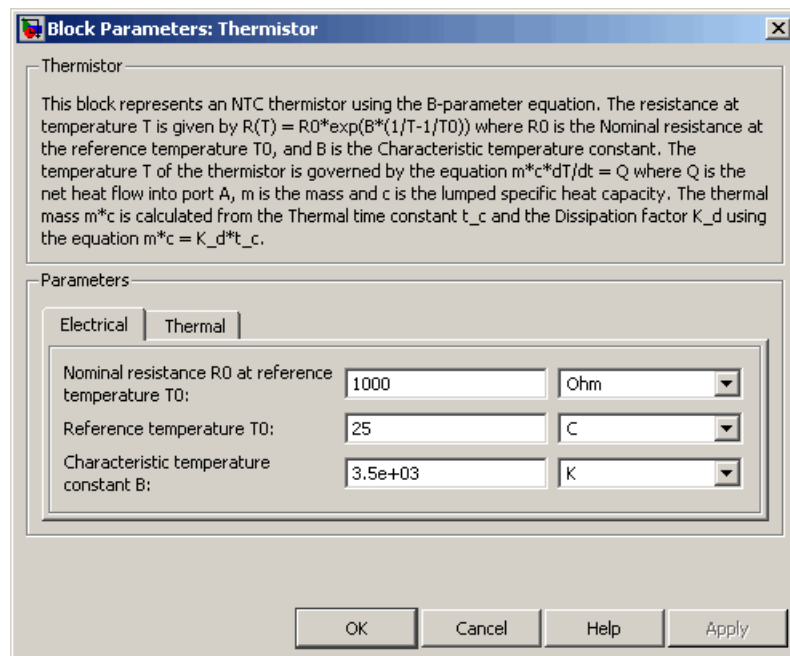 Block Parameters: Thermistor
Thermistor
This block represents an NTC thermistor using the B-parameter equation. The resistance at
temperature T is given by R(T) = R0*exp(B*(1/T-1/T0)) where R0 is the Nominal resistance at
the reference temperature T0, and B is the Characteristic temperature constant. The
temperature T of the thermistor is governed by the equation m*c*dT/dt = Q where Q is the
net heat flow into port A, m is the mass and c is the lumped specific heat capacity. The thermal
mass m*c is calculated from the Thermal time constant t_c and the Dissipation factor K_d using
the equation m*c = K_d*t_c.
Parameters
Electrical Thermal
Nominal resistance R0 at reference
temperature T0: 1000 Ohm
Reference temperature T0: 25 C
Characteristic temperature
constant B: 3.5e+03 K
OK Cancel Help Apply